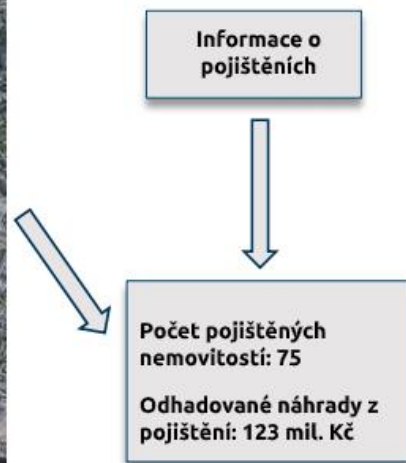 Informace o
pojištěních
Počet pojištěných
nemovitostí: 75
Odhadované náhrady z
pojištění: 123 mil. Kč